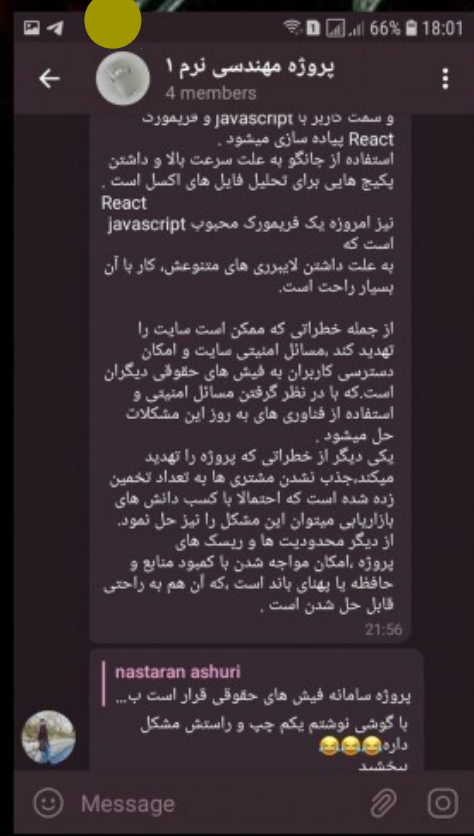 66% 18:01
پروژه مهندسی نرم ۱
4 members
و سمت کاربر با javascript و فریمورک
React پیاده سازی میشود .
استفاده از جانگو به علت سرعت بالا و داشتن
پکیج هایی برای تحلیل فایل های اکسل است .
React
نیز امروزه یک فریمورک محبوب javascript
است که
به علت داشتن لایبرری های متنوعش، کار با آن
بسیار راحت است.
از جمله خطراتی که ممکن است سایت را
تهدید کند ،مسائل امنیتی سایت و امکان
دسترسی کاربران به فیش های حقوقی دیگران
است.که با در نظر گرفتن مسائل امنیتی و
استفاده از فناوری های به روز این مشکلات
حل میشود .
یکی دیگر از خطراتی که پروژه را تهدید
میکند،جذب نشدن مشتری ها به تعداد تخمین
زده شده است که احتمالا با کسب دانش های
بازاریابی میتوان این مشکل را نیز حل نمود.
از دیگر محدودیت ها و ریسک های
پروژه ،امکان مواجه شدن با کمبود منابع و
حافظه یا پهنای باند است ،که آن هم به راحتی
قابل حل شدن است .
21:56
nastaran ashuri
پروژه سامانه فیش های حقوقی قرار است ب...
با گوشی نوشتم یکم چپ و راستش مشکل
داره😂😂😂
ببخشید
Message